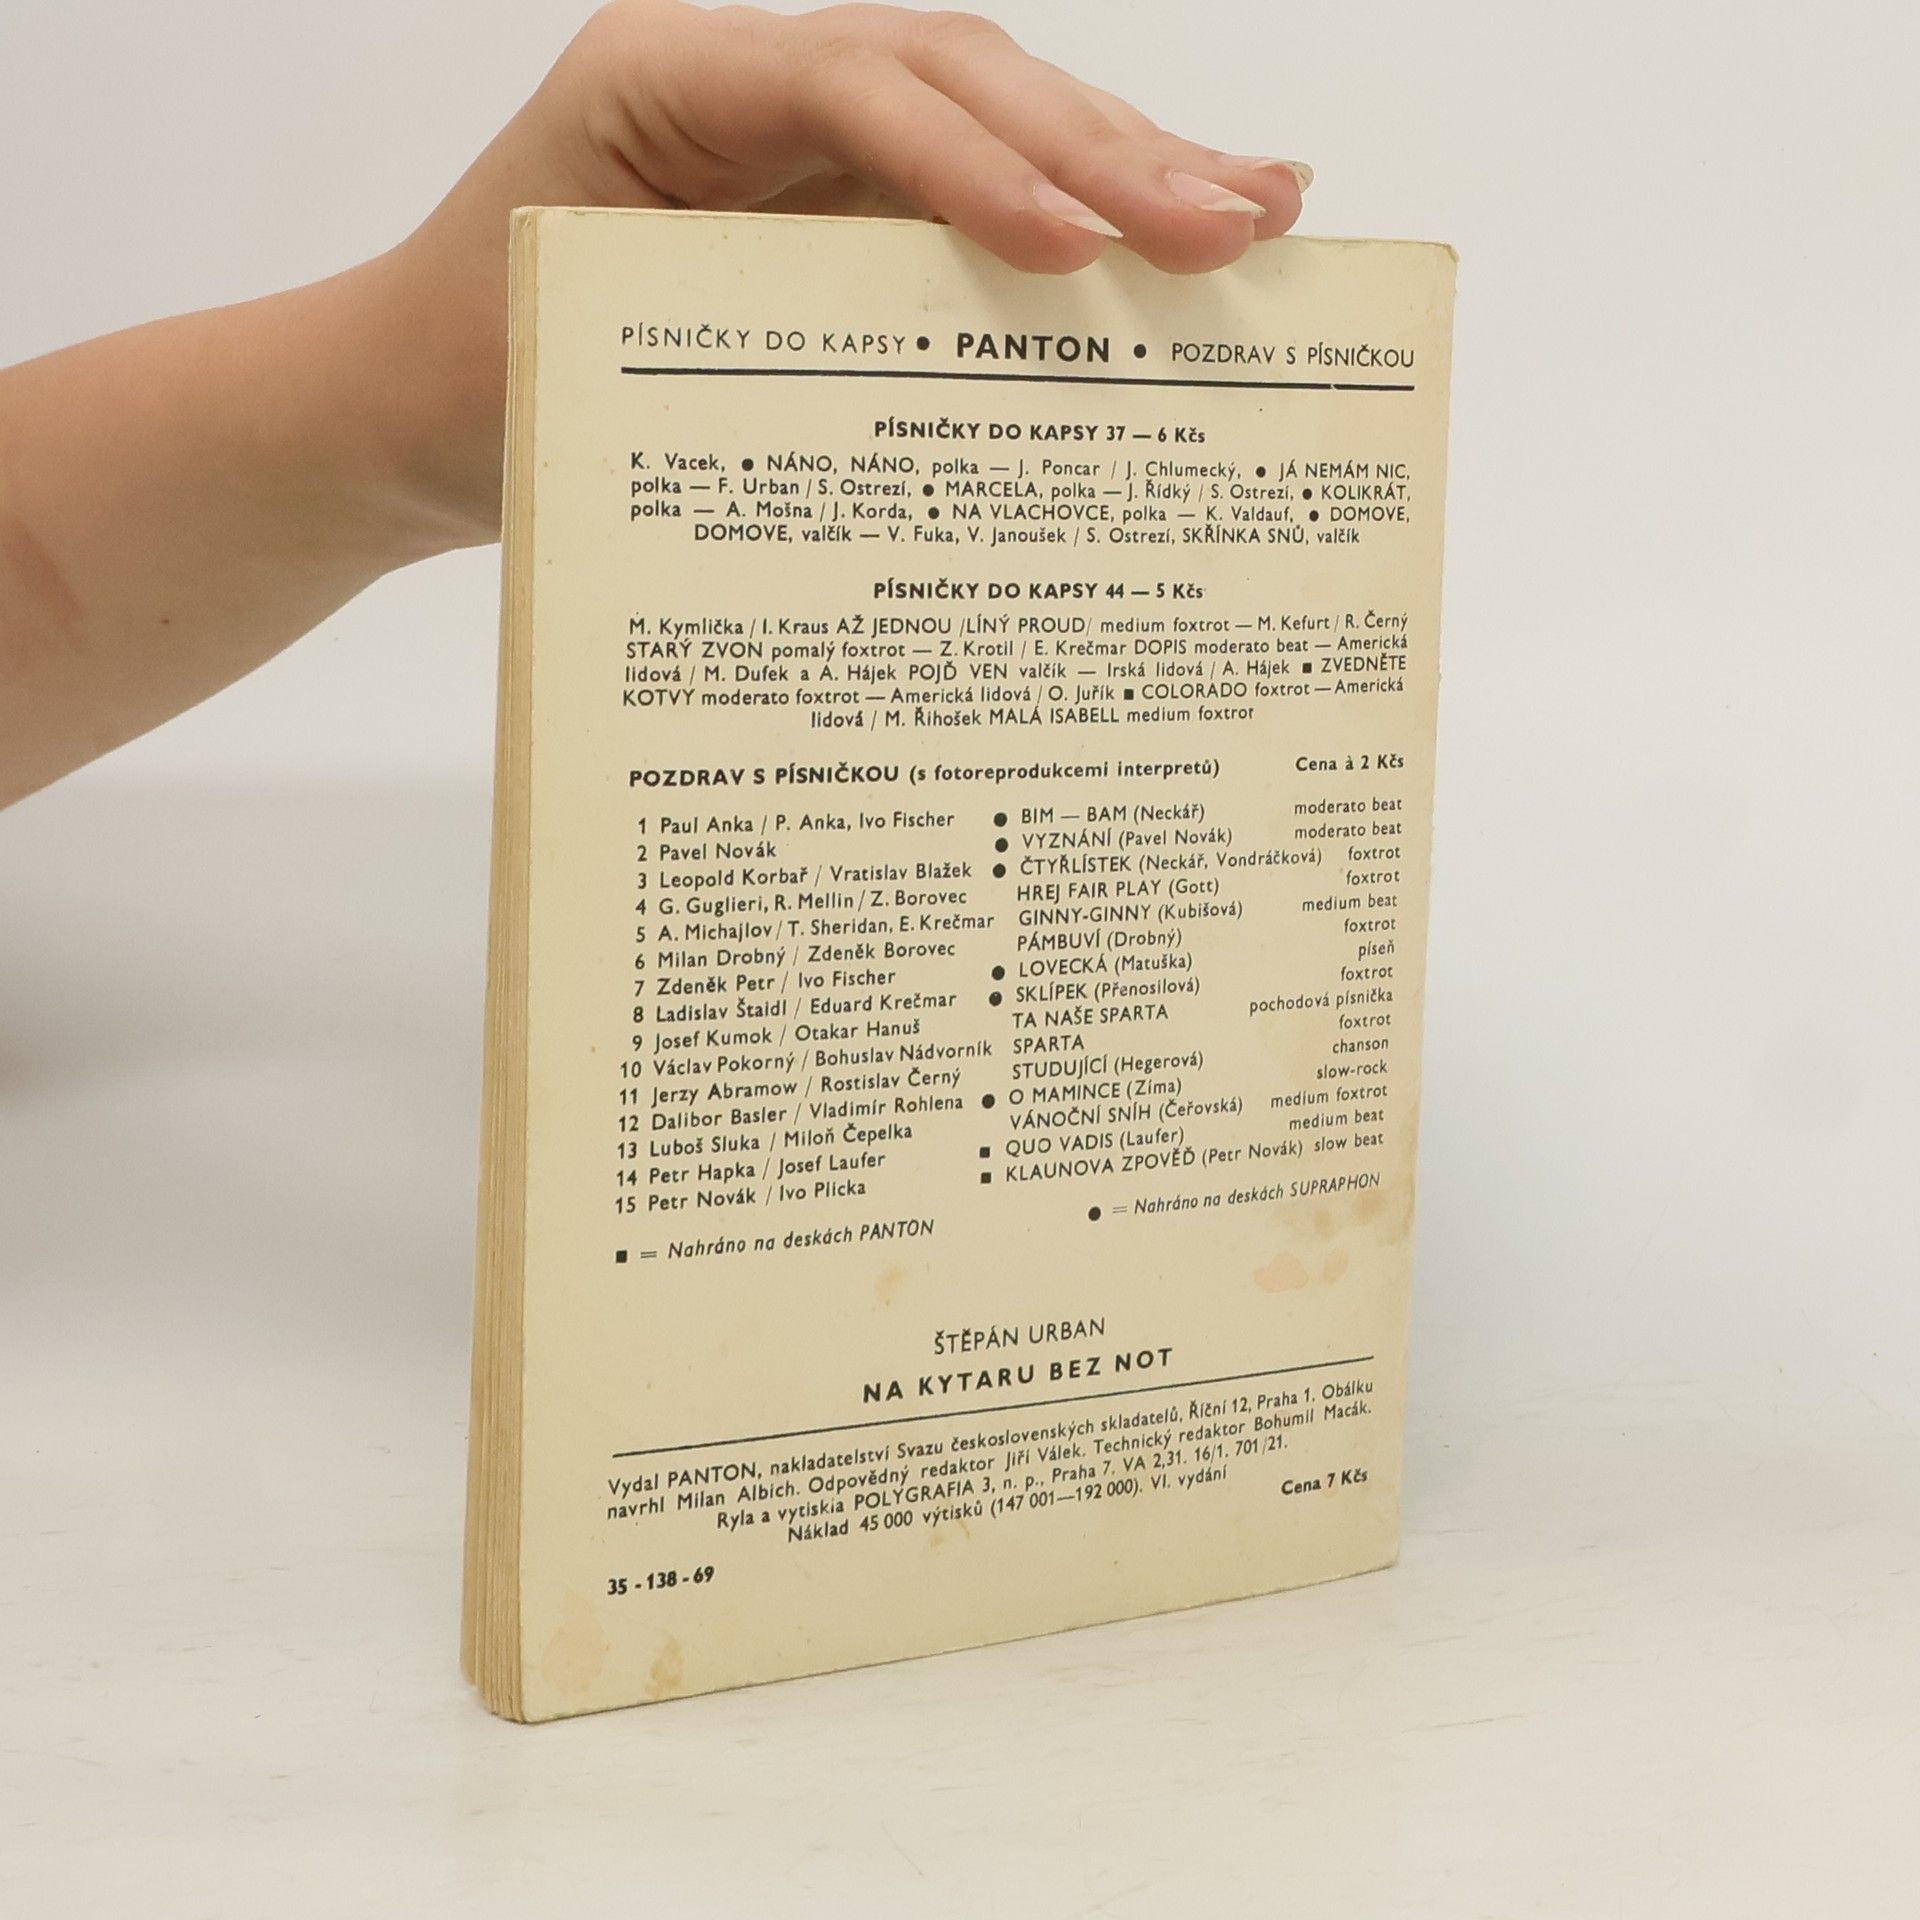 PÍSNIČKY DO KAPSY ● PANTON ● POZDRAV S PÍSNIČKOU
PÍSNIČKY DO KAPSY 37 — 6 Kčs
K. Vacek, ● NÁNO, NÁNO, polka — J. Poncar / J. Chlumecký, ● JÁ NEMÁM NIC,
polka — F. Urban / S. Ostrezí, ● MARCELA, polka — J. Řídký / S. Ostrezí, ● KOLIKRÁT,
polka — A. Mošna / J. Korda, ● NA VLACHOVCE, polka — K. Valdauf, ● DOMOVE,
DOMOVE, valčík — V. Fuka, V. Janoušek / S. Ostrezí, SKŘÍNKA SNŮ, valčík
PÍSNIČKY DO KAPSY 44 — 5 Kčs
M. Kymlička / I. Kraus AŽ JEDNOU /LÍNÝ PROUD/ medium foxtrot — M. Kefurt / R. Černý
STARÝ ZVON pomalý foxtrot — Z. Krotil / E. Krečmar DOPIS moderato beat — Americká
lidová / M. Dufek a A. Hájek POJĎ VEN valčík — Irská lidová / A. Hájek ■ ZVEDNĚTE
KOTVY moderato foxtrot — Americká lidová / O. Juřík ■ COLORADO foxtrot — Americká
lidová / M. Řihošek MALÁ ISABELL medium foxtrot
POZDRAV S PÍSNIČKOU (s fotoreprodukcemi interpretů) Cena à 2 Kčs
1 Paul Anka / P. Anka, Ivo Fischer ● BIM — BAM (Neckář) moderato beat
2 Pavel Novák ● VYZNÁNÍ (Pavel Novák) moderato beat
3 Leopold Korbař / Vratislav Blažek ● ČTYŘLÍSTEK (Neckář, Vondráčková) foxtrot
4 G. Guglieri, R. Mellin / Z. Borovec HREJ FAIR PLAY (Gott) foxtrot
5 A. Michajlov / T. Sheridan, E. Krečmar GINNY-GINNY (Kubišová) medium beat
6 Milan Drobný / Zdeněk Borovec PÁMBUVÍ (Drobný) foxtrot
7 Zdeněk Petr / Ivo Fischer ● LOVECKÁ (Matuška) píseň
8 Ladislav Štaidl / Eduard Krečmar ● SKLÍPEK (Přenosilová) foxtrot
9 Josef Kumok / Otakar Hanuš TA NAŠE SPARTA pochodová písnička
10 Václav Pokorný / Bohuslav Nádvorník SPARTA foxtrot
11 Jerzy Abramow / Rostislav Černý STUDUJÍCÍ (Hegerová) chanson
12 Dalibor Basler / Vladimír Rohlena ● O MAMINCE (Zíma) slow-rock
13 Luboš Sluka / Miloň Čepelka VÁNOČNÍ SNÍH (Čeřovská) medium foxtrot
14 Petr Hapka / Josef Laufer ■ QUO VADIS (Laufer) medium beat
15 Petr Novák / Ivo Plicka ■ KLAUNOVA ZPOVĚĎ (Petr Novák) slow beat
■ = Nahráno na deskách PANTON ● = Nahráno na deskách SUPRAPHON
ŠTĚPÁN URBAN
NA KYTARU BEZ NOT
Vydal PANTON, nakladatelství Svazu československých skladatelů, Říční 12, Praha 1. Obálku
navrhl Milan Albich. Odpovědný redaktor Jiří Válek. Technický redaktor Bohumil Macák.
Ryla a vytiskla POLYGRAFIA 3, n. p., Praha 7. VA 2,31. 16/1. 701/21.
Náklad 45 000 výtisků (147 001—192 000). VI. vydání
Cena 7 Kčs
35 - 138 - 69